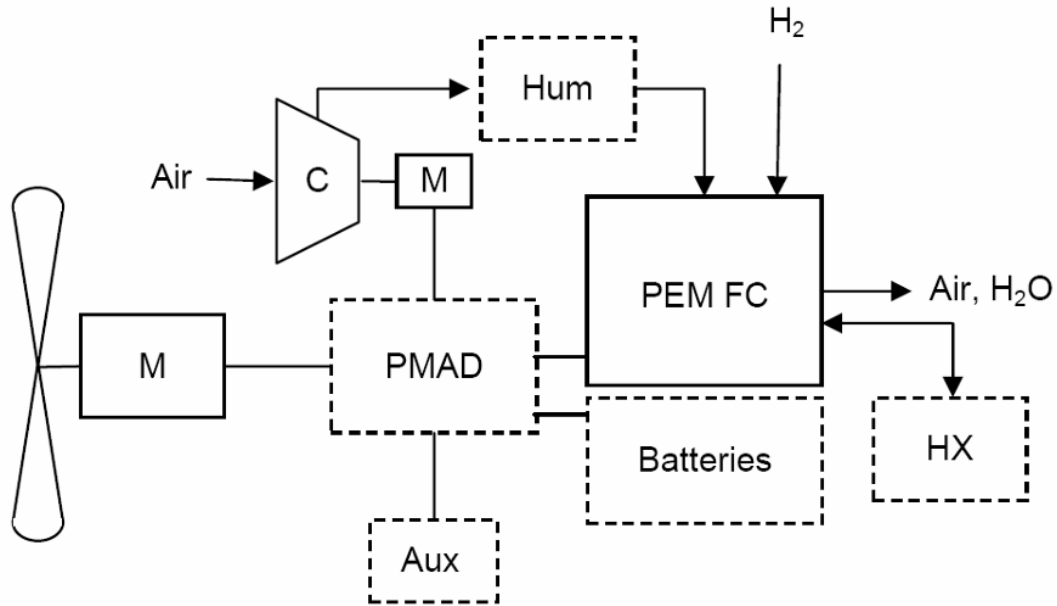 H₂
Hum
Air
C
M
PEM FC
Air, H₂O
M
PMAD
Batteries
HX
Aux